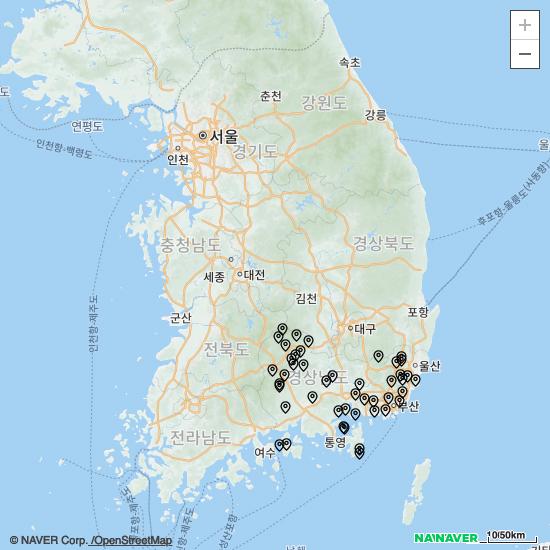 +
−
속초
강원도
춘천
강릉
도
연평도
서울
인천항-백령도
인천
경기도
울
후포항-울릉도(사동항)
충청남도
경상북도
세종
대전
김천
인천항-제주도
군산
포항
대구
전북도
울산
경상남도
부산
전라남도
통영
여수
© NAVER Corp. /OpenStreetMap
NAVER
10/50km